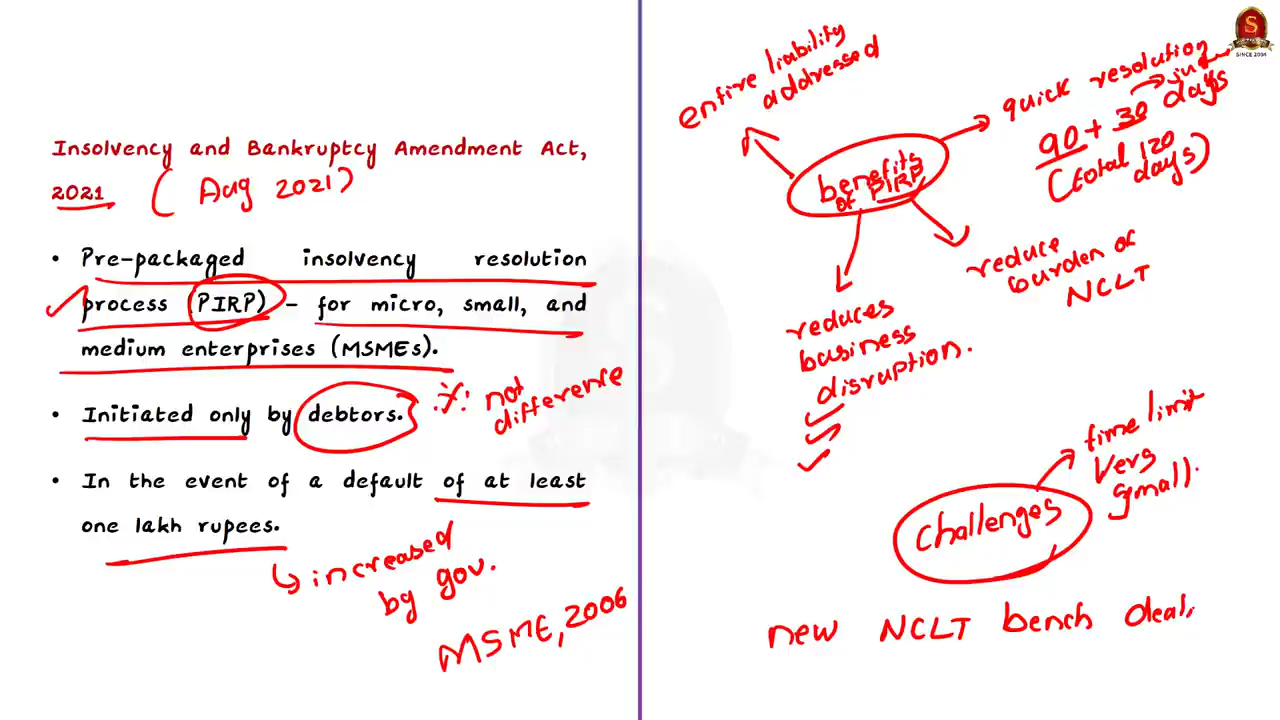 Insolvency and Bankruptcy Amendment Act,
2021 (Aug 2021)
• Pre-packaged insolvency resolution
process (PIRP) – for micro, small, and
medium enterprises (MSMEs).
• Initiated only by debtors.
not
difference
• In the event of a default of at least
one lakh rupees.
increased
by gov.
MSME, 2006
entire liability
addressed
benefits
of PIRP
quick resolution
90 + 30 days
(total 120
days)
reduce
burden of
NCLT
reduces
business
disruption.
Challenges
time limit
very
small.
new NCLT bench deal
S
SINCE 2004